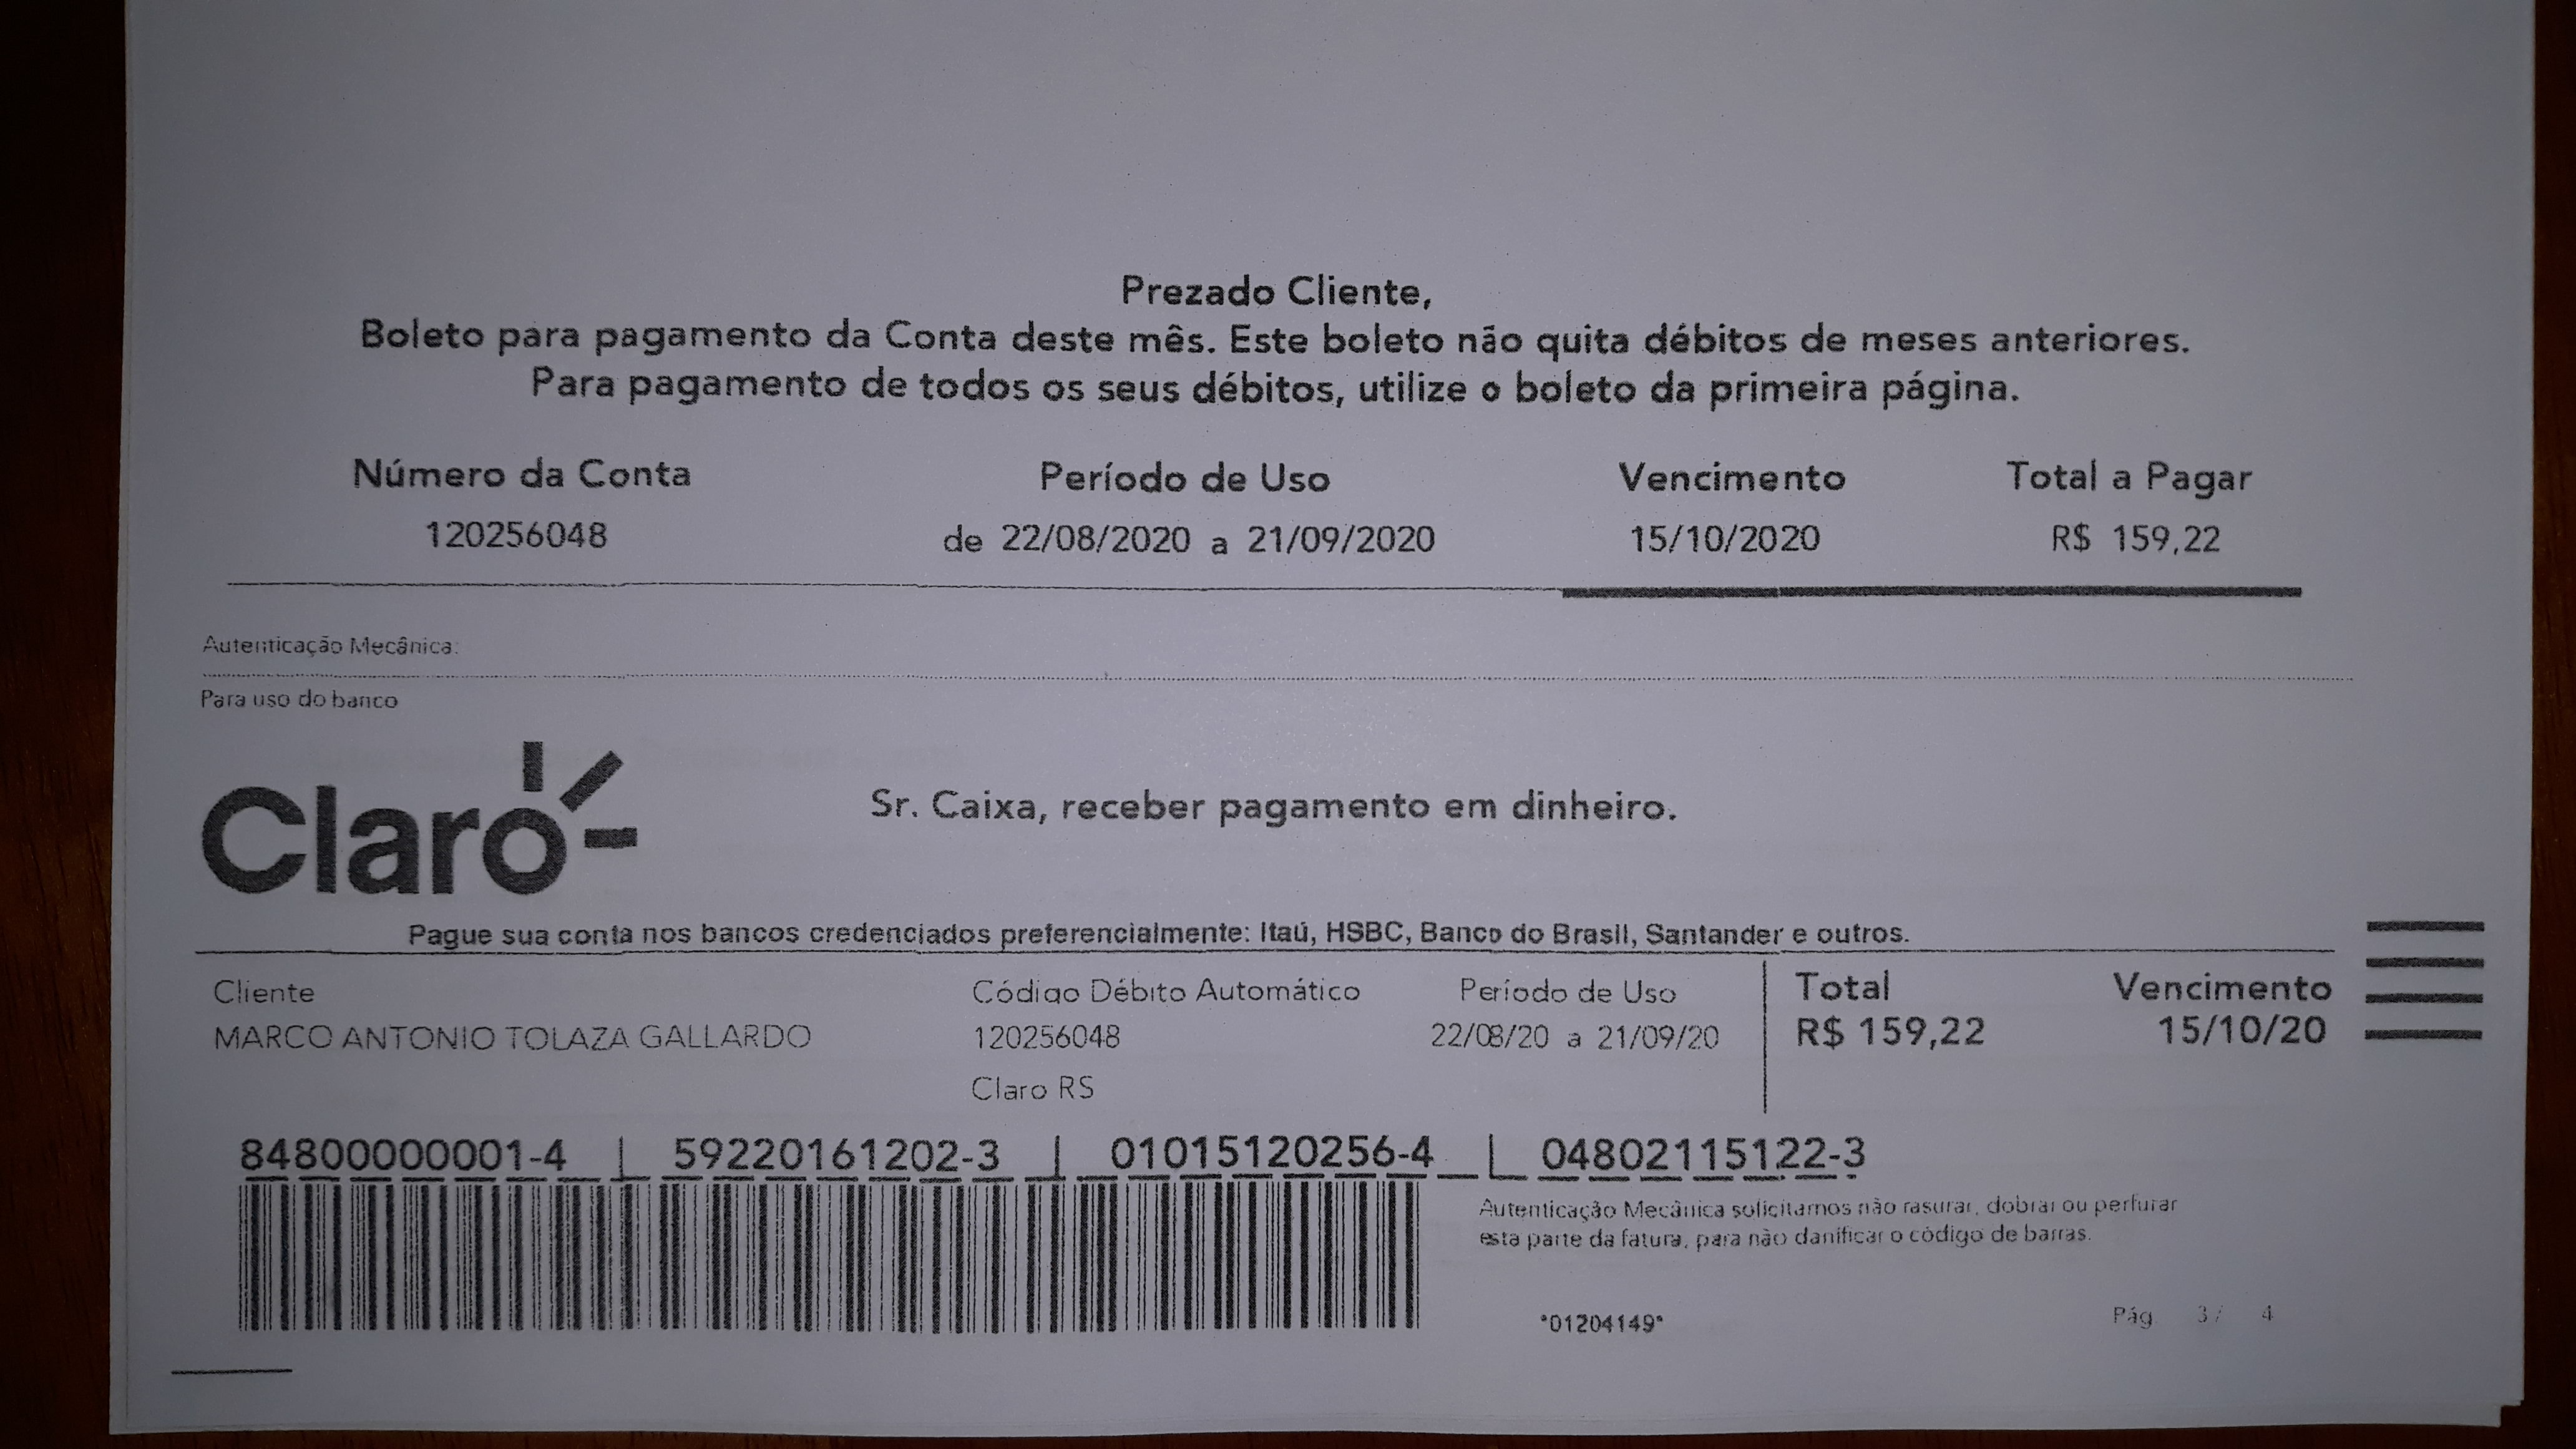 Prezado Cliente,
Boleto para pagamento da Conta deste mês. Este boleto não quita débitos de meses anteriores.
Para pagamento de todos os seus débitos, utilize o boleto da primeira página.
Número da Conta Período de Uso Vencimento Total a Pagar
120256048 de 22/08/2020 a 21/09/2020 15/10/2020 R$ 159,22
Autenticação Mecânica:
Para uso do banco
Claro
Sr. Caixa, receber pagamento em dinheiro.
Pague sua conta nos bancos credenciados preferencialmente: Itaú, HSBC, Banco do Brasil, Santander e outros.
Cliente Código Débito Automático Período de Uso Total Vencimento
MARCO ANTONIO TOLAZA GALLARDO 120256048 22/08/20 a 21/09/20 R$ 159,22 15/10/20
Claro RS
84800000001-4 | 59220161202-3 | 01015120256-4 | 04802115122-3
Autenticação Mecânica solicitamos não rasurar, dobrar ou perfurar
esta parte da fatura, para não danificar o código de barras.
*01204149*
Pág 3 / 4